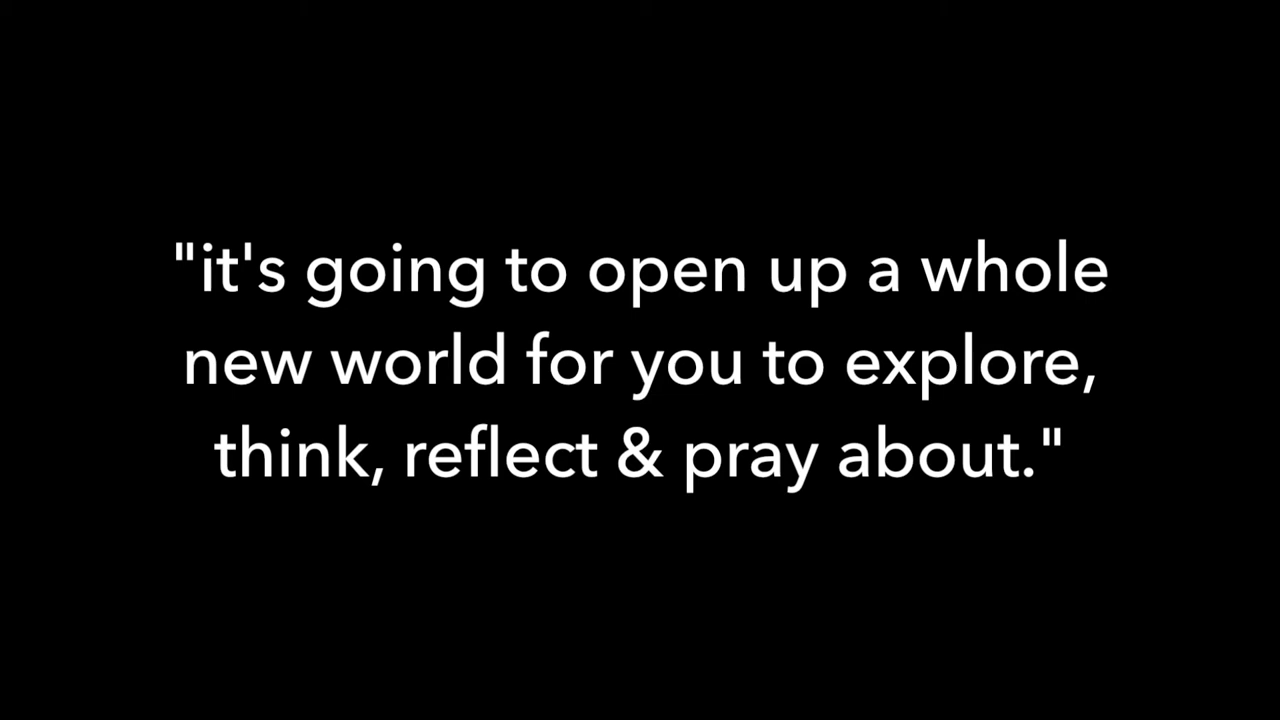 "it's going to open up a whole
new world for you to explore,
think, reflect & pray about."